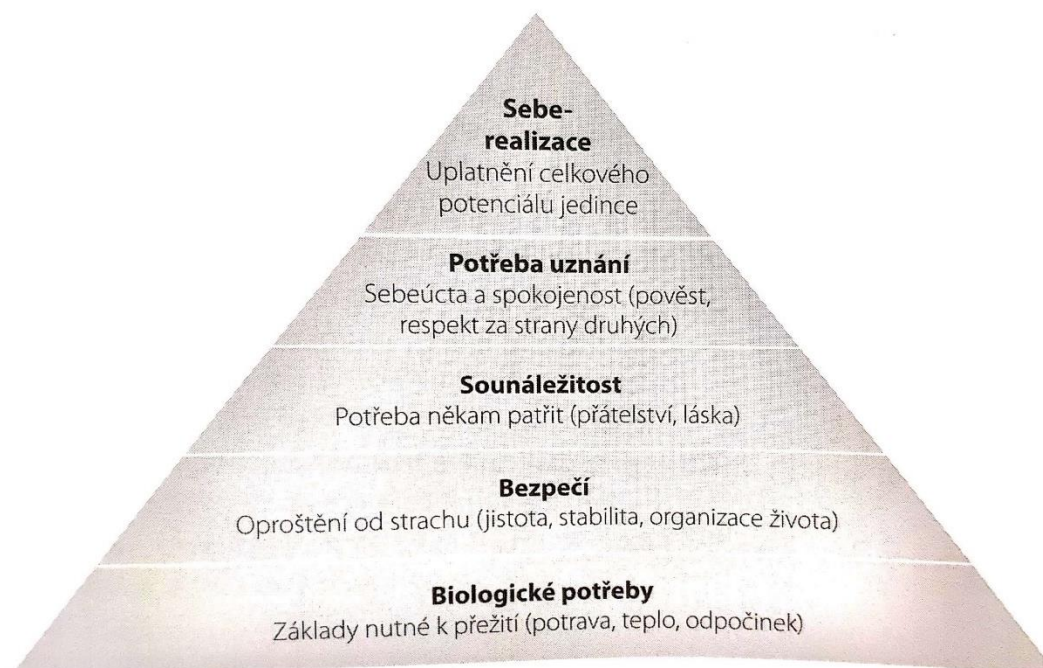 Sebe-
realizace
Uplatnění celkového
potenciálu jedince
Potřeba uznání
Sebeúcta a spokojenost (pověst,
respekt za strany druhých)
Sounáležitost
Potřeba někam patřit (přátelství, láska)
Bezpečí
Oproštění od strachu (jistota, stabilita, organizace života)
Biologické potřeby
Základy nutné k přežití (potrava, teplo, odpočinek)